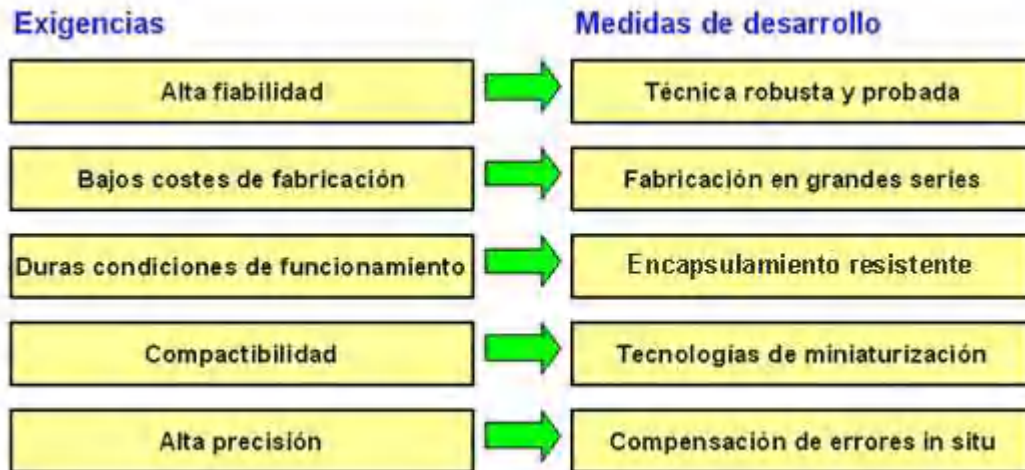 Exigencias Medidas de desarrollo
Alta fiabilidad Técnica robusta y probada
Bajos costes de fabricación Fabricación en grandes series
Duras condiciones de funcionamiento Encapsulamiento resistente
Compactibilidad Tecnologías de miniaturización
Alta precisión Compensación de errores in situ